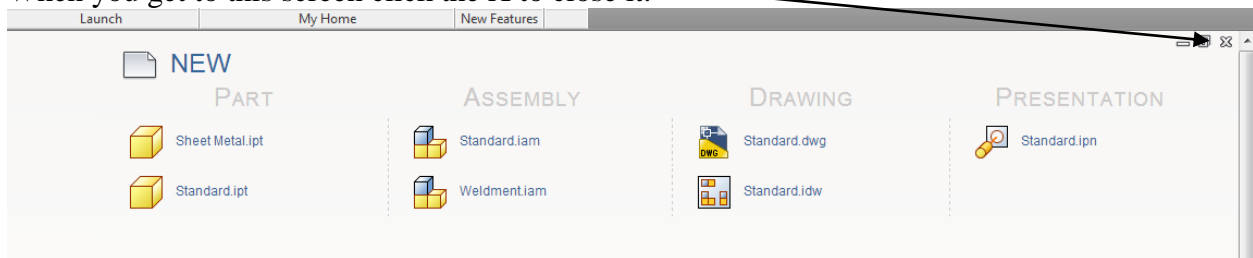 When you get to this screen click the X to close it.
Launch My Home New Features
NEW
PART ASSEMBLY DRAWING PRESENTATION
Sheet Metal.ipt Standard.iam Standard.dwg Standard.ipn
DWG
Standard.ipt Weldment.iam Standard.idw